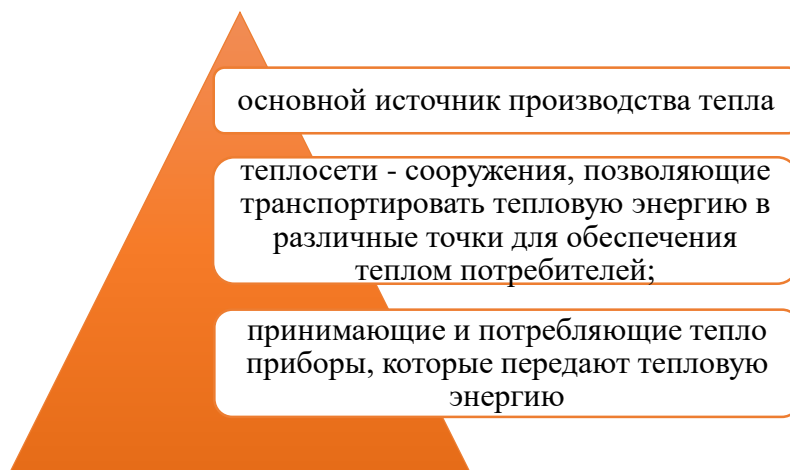 основной источник производства тепла
теплосети - сооружения, позволяющие
транспортировать тепловую энергию в
различные точки для обеспечения
теплом потребителей;
принимающие и потребляющие тепло
приборы, которые передают тепловую
энергию